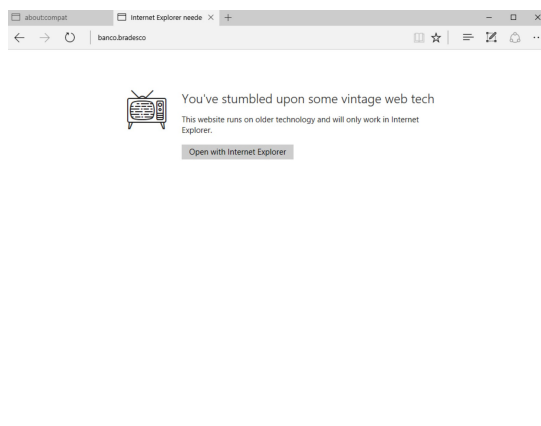 about:compat
Internet Explorer neede
banco.bradesco
You've stumbled upon some vintage web tech
This website runs on older technology and will only work in Internet
Explorer.
Open with Internet Explorer